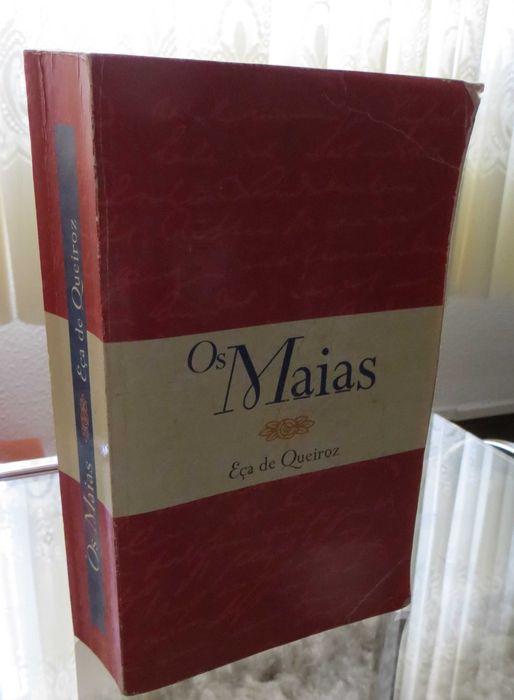 Os Maias
Eça de Queiroz
Os Maias Eça de Queiroz